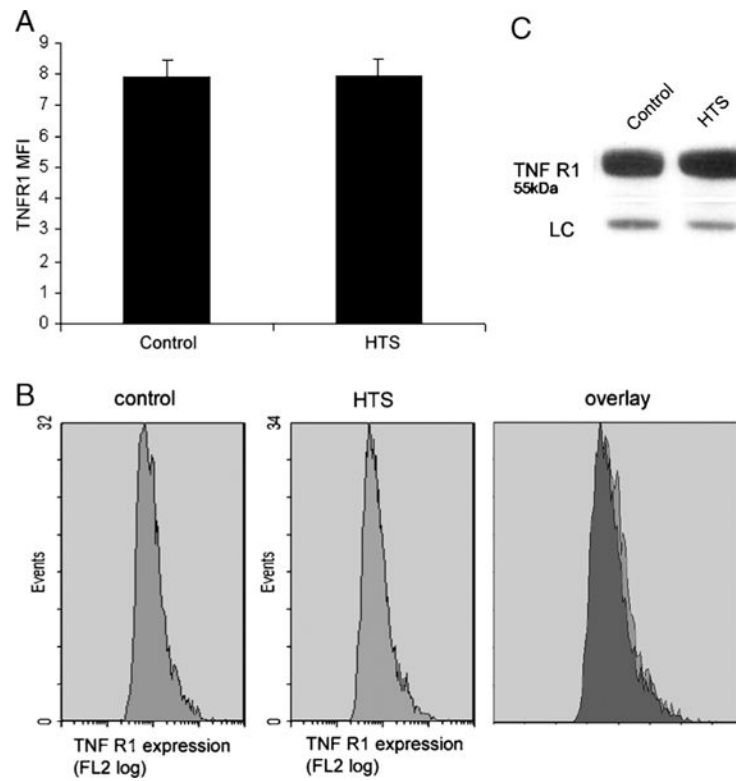 A
9
8
7
6
5
4
3
2
1
0
TNFR1 MFI
Control
HTS
C
Control
HTS
TNF R1
55kDa
LC
B
control
HTS
overlay
32
Events
0
TNF R1 expression
(FL2 log)
34
Events
0
TNF R1 expression
(FL2 log)